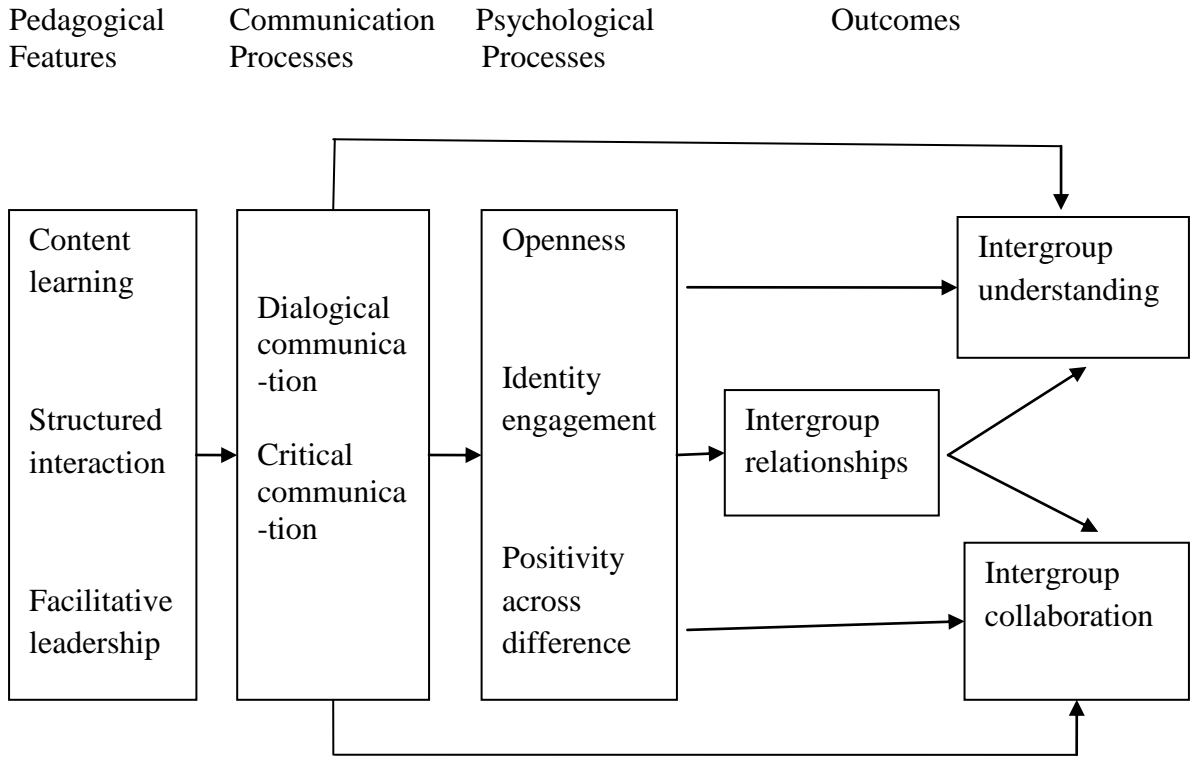 Pedagogical
Features
Communication
Processes
Psychological
Processes
Outcomes
Content
learning
Structured
interaction
Facilitative
leadership
Dialogical
communica
-tion
Critical
communica
-tion
Openness
Identity
engagement
Positivity
across
difference
Intergroup
relationships
Intergroup
understanding
Intergroup
collaboration